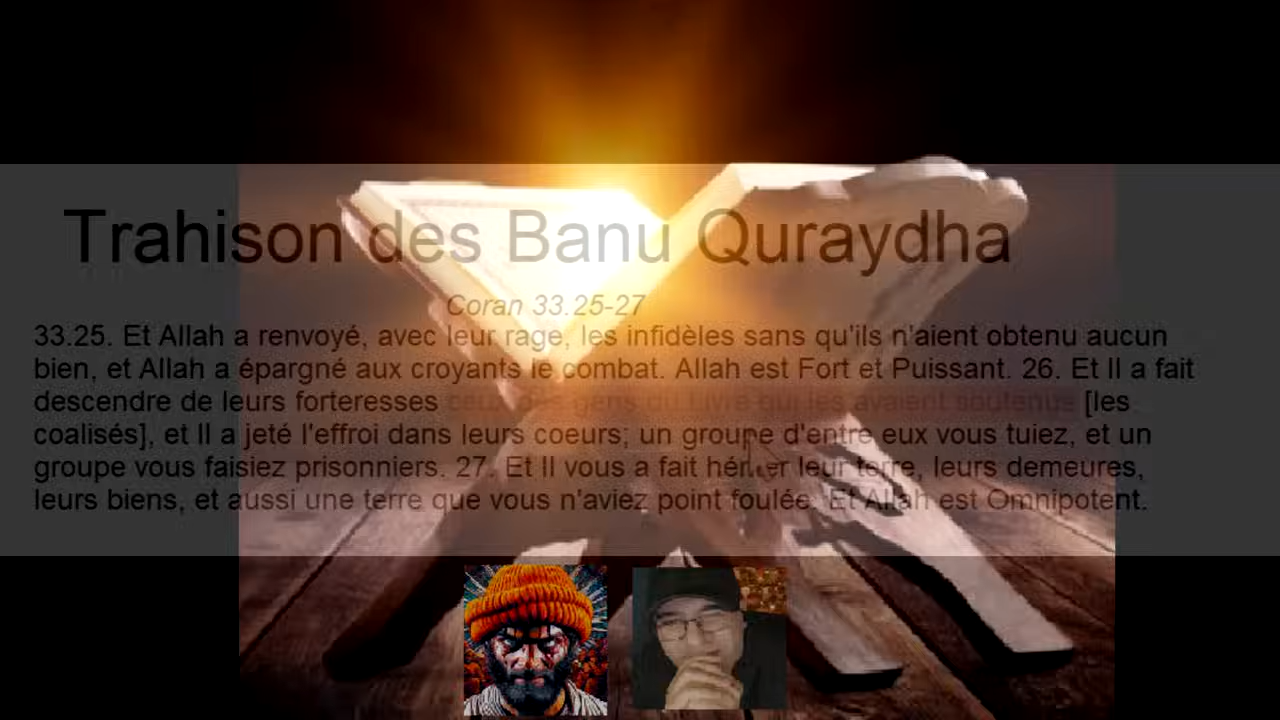 Trahison des Banu Quraydha
Coran 33.25-27
33.25. Et Allah a renvoyé, avec leur rage, les infidèles sans qu'ils n'aient obtenu aucun
bien, et Allah a épargné aux croyants le combat. Allah est Fort et Puissant. 26. Et Il a fait
descendre de leurs forteresses ceux des gens du Livre qui les avaient soutenus [les
coalisés], et Il a jeté l'effroi dans leurs coeurs; un groupe d'entre eux vous tuiez, et un
groupe vous faisiez prisonniers. 27. Et Il vous a fait hériter leur terre, leurs demeures,
leurs biens, et aussi une terre que vous n'aviez point foulée. Et Allah est Omnipotent.